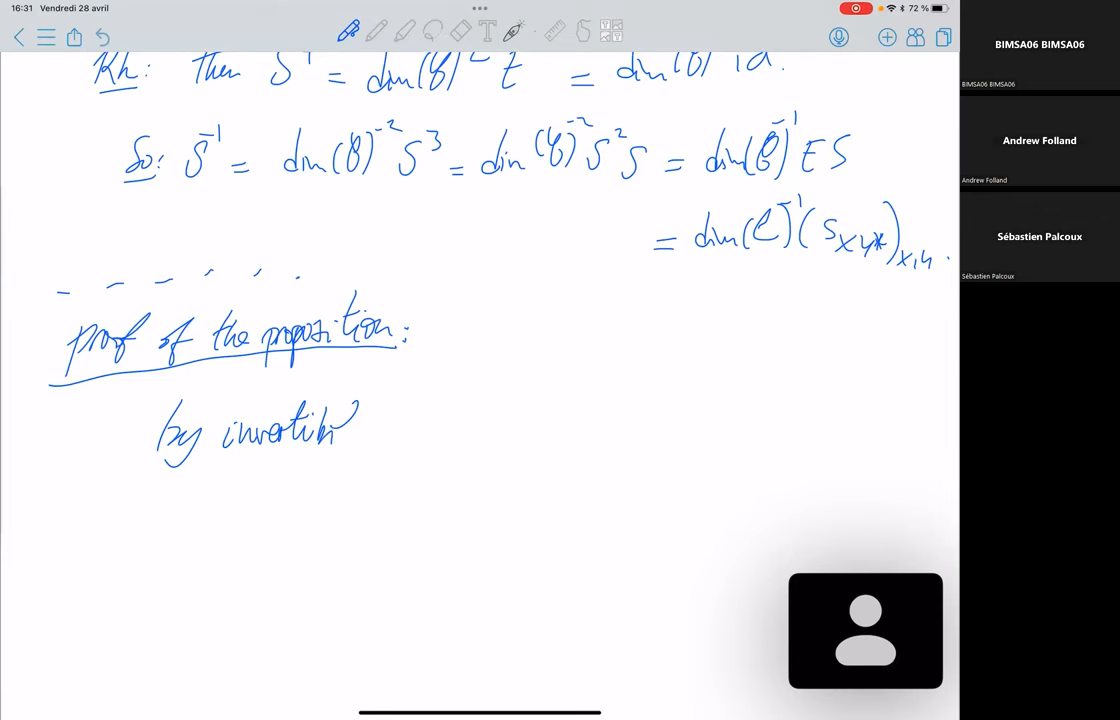 16:31 Vendredi 28 avril
72 %
Rk: then S⁴ = dim(C)² E² = dim(C)² id.
So: S⁻¹ = dim(C)⁻² S³ = dim(C)⁻² S² S = dim(C)⁻¹ E S
= dim(C)⁻¹ (S_{XY*})_{X,Y}.
Proof of the proposition:
by invertib
BIMSA06 BIMSA06
BIMSA06 BIMSA06
Andrew Folland
Andrew Folland
Sébastien Palcoux
Sébastien Palcoux